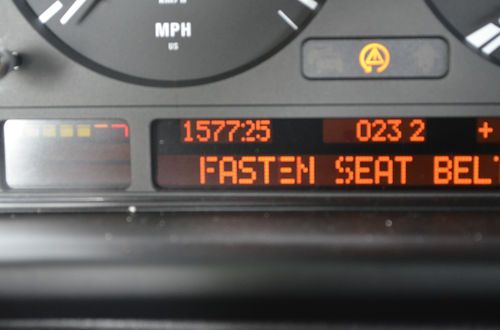 MPH
US
157725 023 2 +
FASTEN SEAT BELT